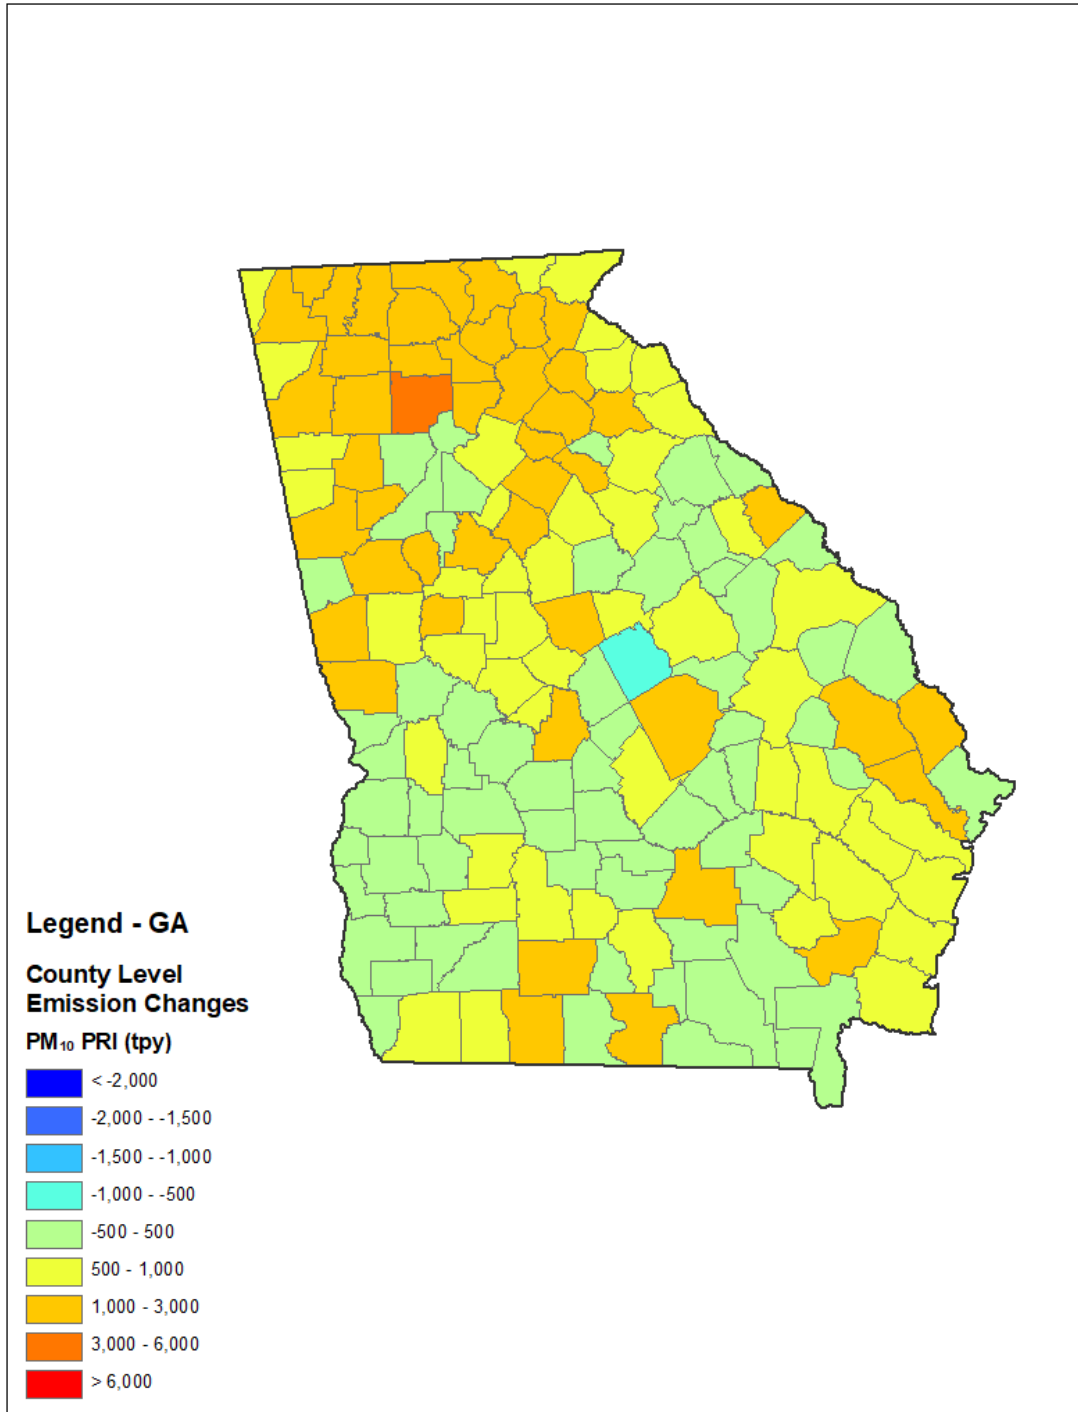 Legend - GA
County Level
Emission Changes
PM₁₀ PRI (tpy)
< -2,000
-2,000 - -1,500
-1,500 - -1,000
-1,000 - -500
-500 - 500
500 - 1,000
1,000 - 3,000
3,000 - 6,000
> 6,000